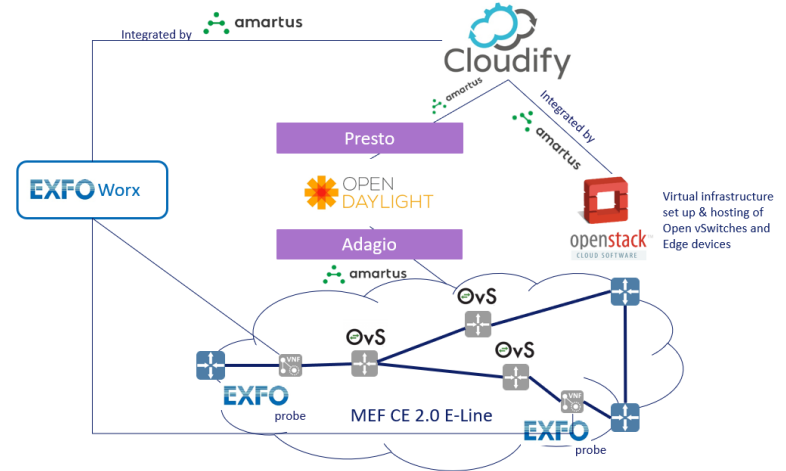 Integrated by
amartus
Cloudify
amartus
Integrated by
amartus
Presto
EXFO Worx
OPEN
DAYLIGHT
openstack
CLOUD SOFTWARE
Virtual infrastructure
set up & hosting of
Open vSwitches and
Edge devices
Adagio
amartus
OvS
OvS
OvS
VNF
EXFO
probe
MEF CE 2.0 E-Line
VNF
EXFO
probe